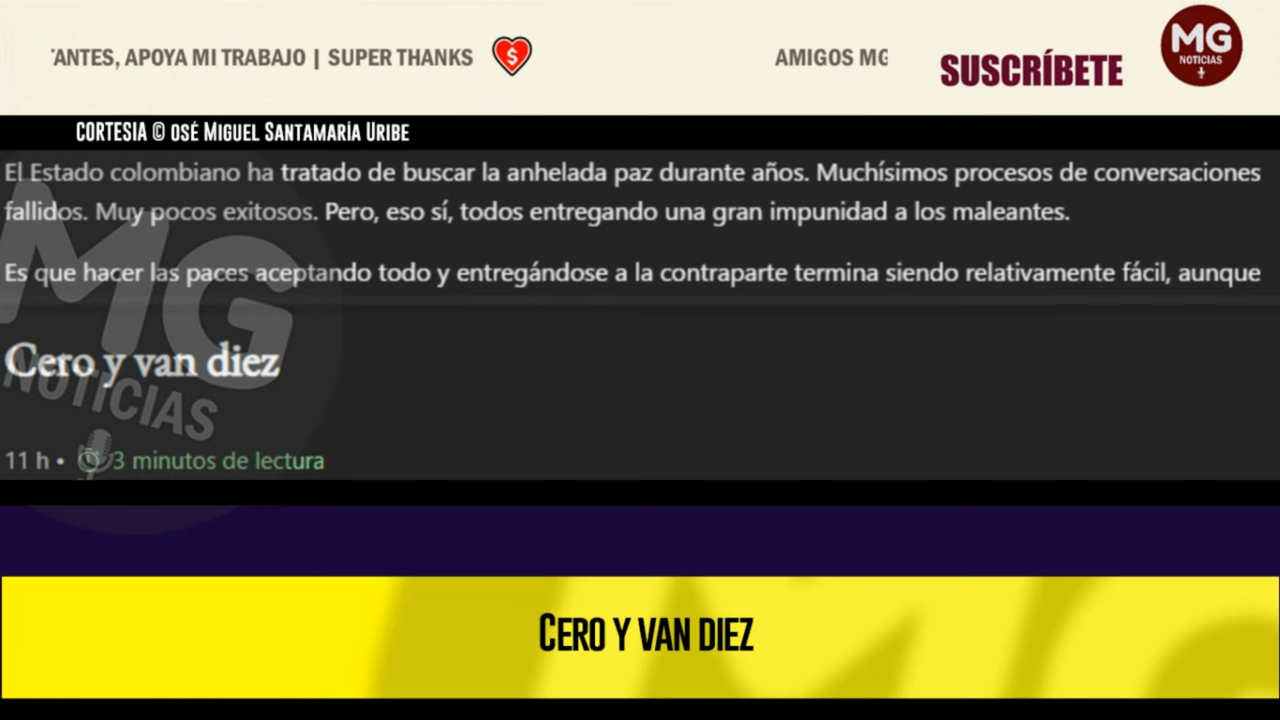 'ANTES, APOYA MI TRABAJO | SUPER THANKS
$
AMIGOS MG
SUSCRÍBETE
MG
NOTICIAS
CORTESIA © OSÉ MIGUEL SANTAMARÍA URIBE
El Estado colombiano ha tratado de buscar la anhelada paz durante años. Muchísimos procesos de conversaciones
fallidos. Muy pocos exitosos. Pero, eso sí, todos entregando una gran impunidad a los maleantes.
Es que hacer las paces aceptando todo y entregándose a la contraparte termina siendo relativamente fácil, aunque
MG
NOTICIAS
Cero y van diez
11 h • 3 minutos de lectura
CERO Y VAN DIEZ